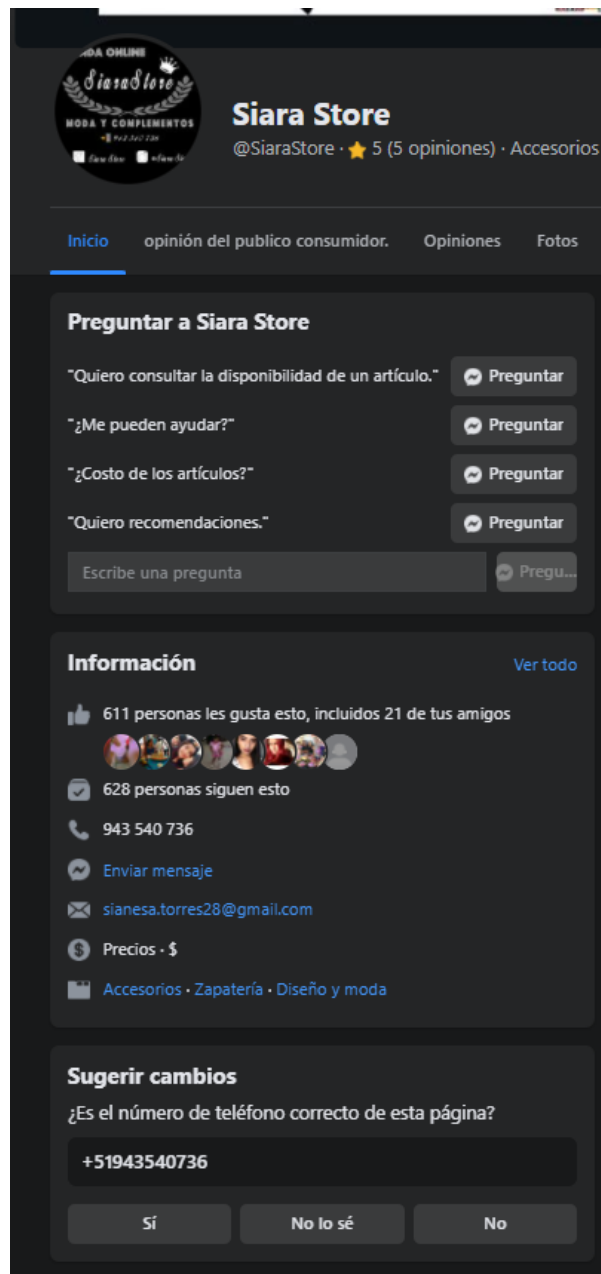 DA ONLINE
SiaraStore
MODA Y COMPLEMENTOS
Siara Store
@SiaraStore · 5 (5 opiniones) · Accesorios
Inicio opinión del publico consumidor. Opiniones Fotos
Preguntar a Siara Store
"Quiero consultar la disponibilidad de un artículo." Preguntar
"¿Me pueden ayudar?" Preguntar
"¿Costo de los artículos?" Preguntar
"Quiero recomendaciones." Preguntar
Escribe una pregunta Pregu...
Información Ver todo
611 personas les gusta esto, incluidos 21 de tus amigos
628 personas siguen esto
943 540 736
Enviar mensaje
sianesa.torres28@gmail.com
Precios · $
Accesorios · Zapatería · Diseño y moda
Sugerir cambios
¿Es el número de teléfono correcto de esta página?
+51943540736
Sí No lo sé No